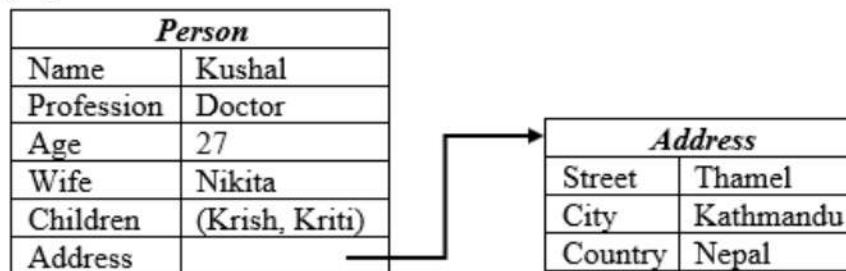 Person
Name Kushal
Profession Doctor
Age 27
Wife Nikita
Children (Krish, Kriti)
Address
Address
Street Thamel
City Kathmandu
Country Nepal